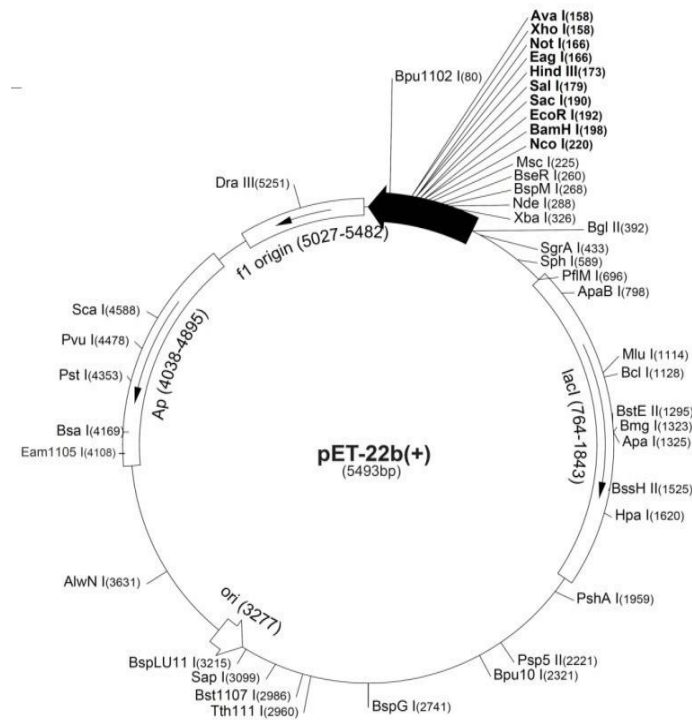 Ava I(158)
Xho I(158)
Not I(166)
Eag I(166)
Hind III(173)
Sal I(179)
Sac I(190)
EcoR I(192)
BamH I(198)
Nco I(220)
Bpu1102 I(80)
Msc I(225)
BseR I(260)
BspM I(268)
Nde I(288)
Xba I(326)
Bgl II(392)
SgrA I(433)
Sph I(589)
PflM I(696)
ApaB I(798)
Mlu I(1114)
Bcl I(1128)
BstE II(1295)
Bmg I(1323)
Apa I(1325)
BssH II(1525)
Hpa I(1620)
PshA I(1959)
Psp5 II(2221)
Bpu10 I(2321)
BspG I(2741)
Tth111 I(2960)
Bst1107 I(2986)
Sap I(3099)
BspLU11 I(3215)
AlwN I(3631)
Eam1105 I(4108)
Bsa I(4169)
Pst I(4353)
Pvu I(4478)
Sca I(4588)
Dra III(5251)
f1 origin (5027-5482)
Ap (4038-4895)
lacI (764-1843)
ori (3277)
pET-22b(+)
(5493bp)